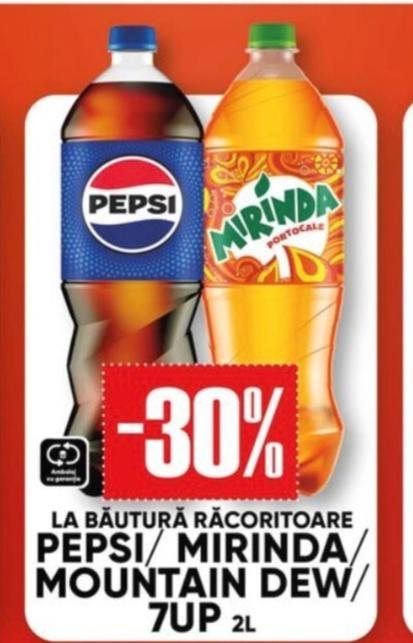 PEPSI
MIRINDA
PORTOCALE
-30%
Ambalaj
cu garanție
LA BĂUTURĂ RĂCORITOARE
PEPSI/ MIRINDA/
MOUNTAIN DEW/
7UP 2L